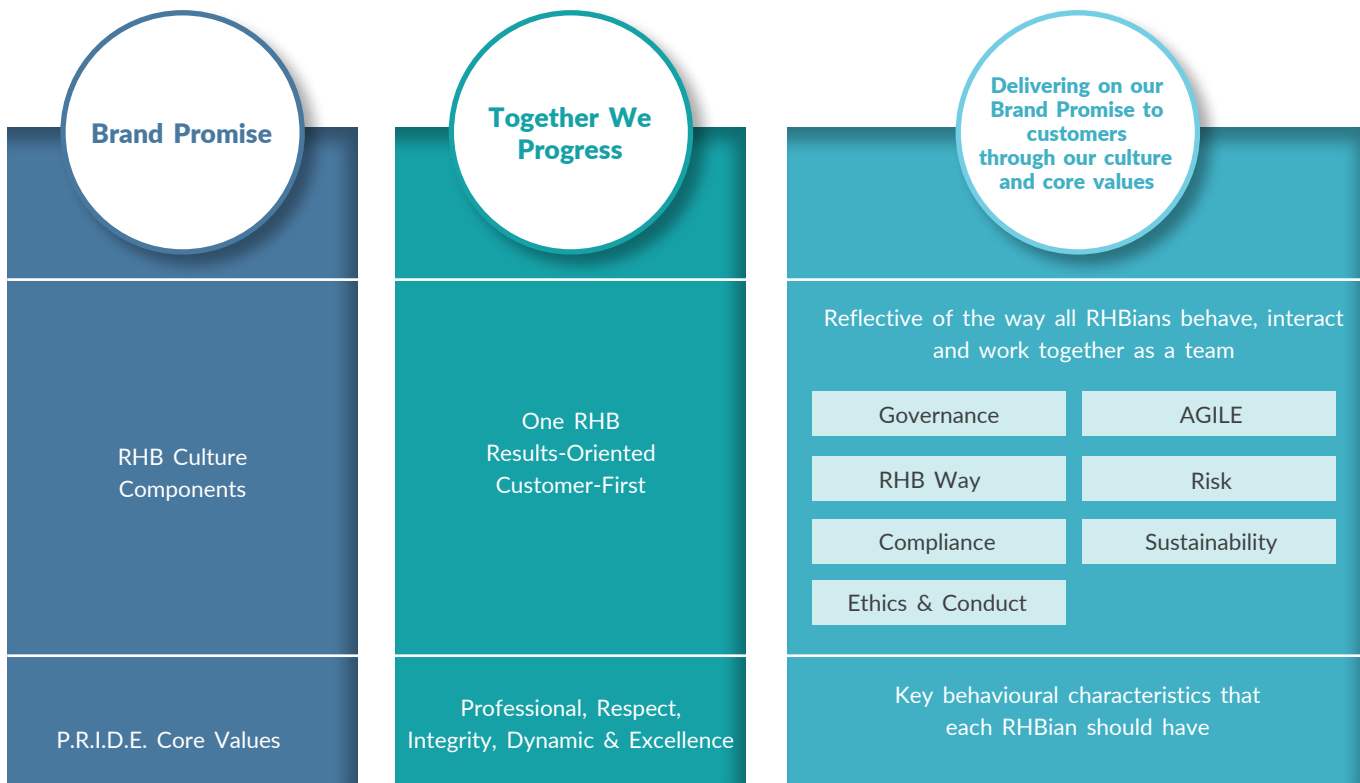 Brand Promise
Together We
Progress
Delivering on our
Brand Promise to
customers
through our culture
and core values
RHB Culture
Components
One RHB
Results-Oriented
Customer-First
Reflective of the way all RHBians behave, interact
and work together as a team
Governance
AGILE
RHB Way
Risk
Compliance
Sustainability
Ethics & Conduct
P.R.I.D.E. Core Values
Professional, Respect,
Integrity, Dynamic & Excellence
Key behavioural characteristics that
each RHBian should have